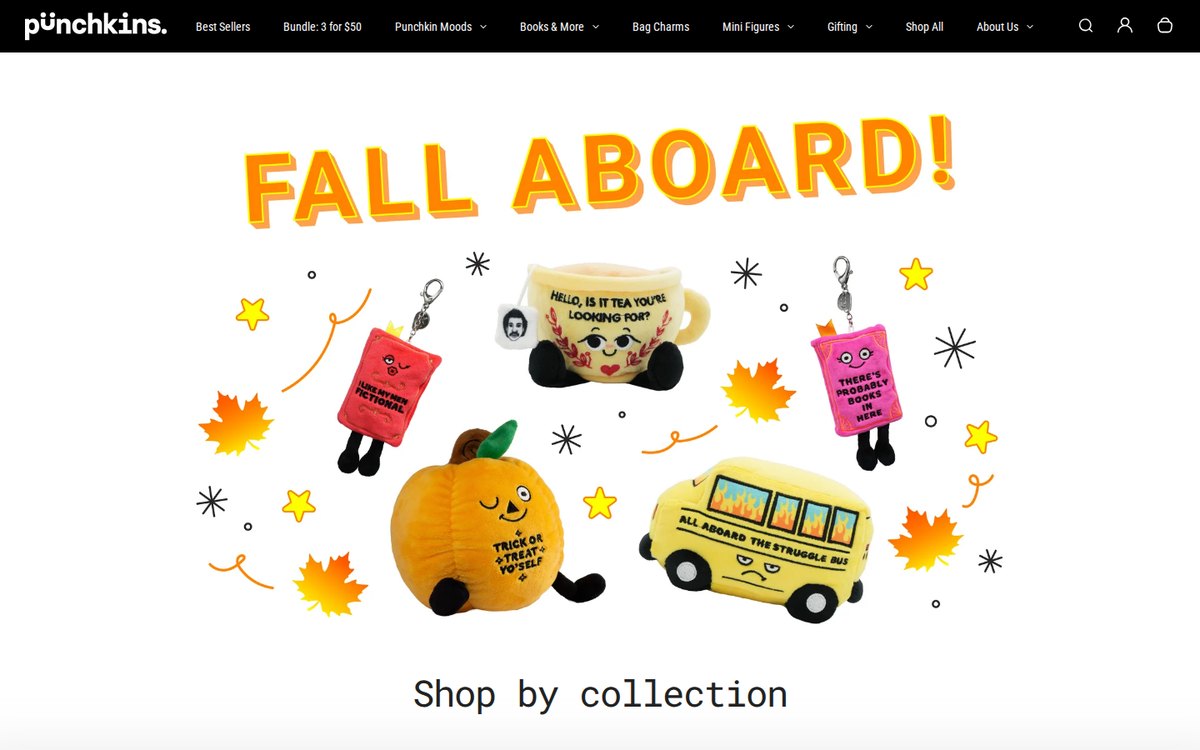 pünchkins.
Best Sellers
Bundle: 3 for $50
Punchkin Moods
Books & More
Bag Charms
Mini Figures
Gifting
Shop All
About Us
FALL ABOARD!
HELLO, IS IT TEA YOU'RE
LOOKING FOR?
I LIKE MY MEN
FICTIONAL
THERE'S
PROBABLY
BOOKS
IN
HERE
TRICK OR
TREAT
YO'SELF
ALL ABOARD THE STRUGGLE BUS
Shop by collection